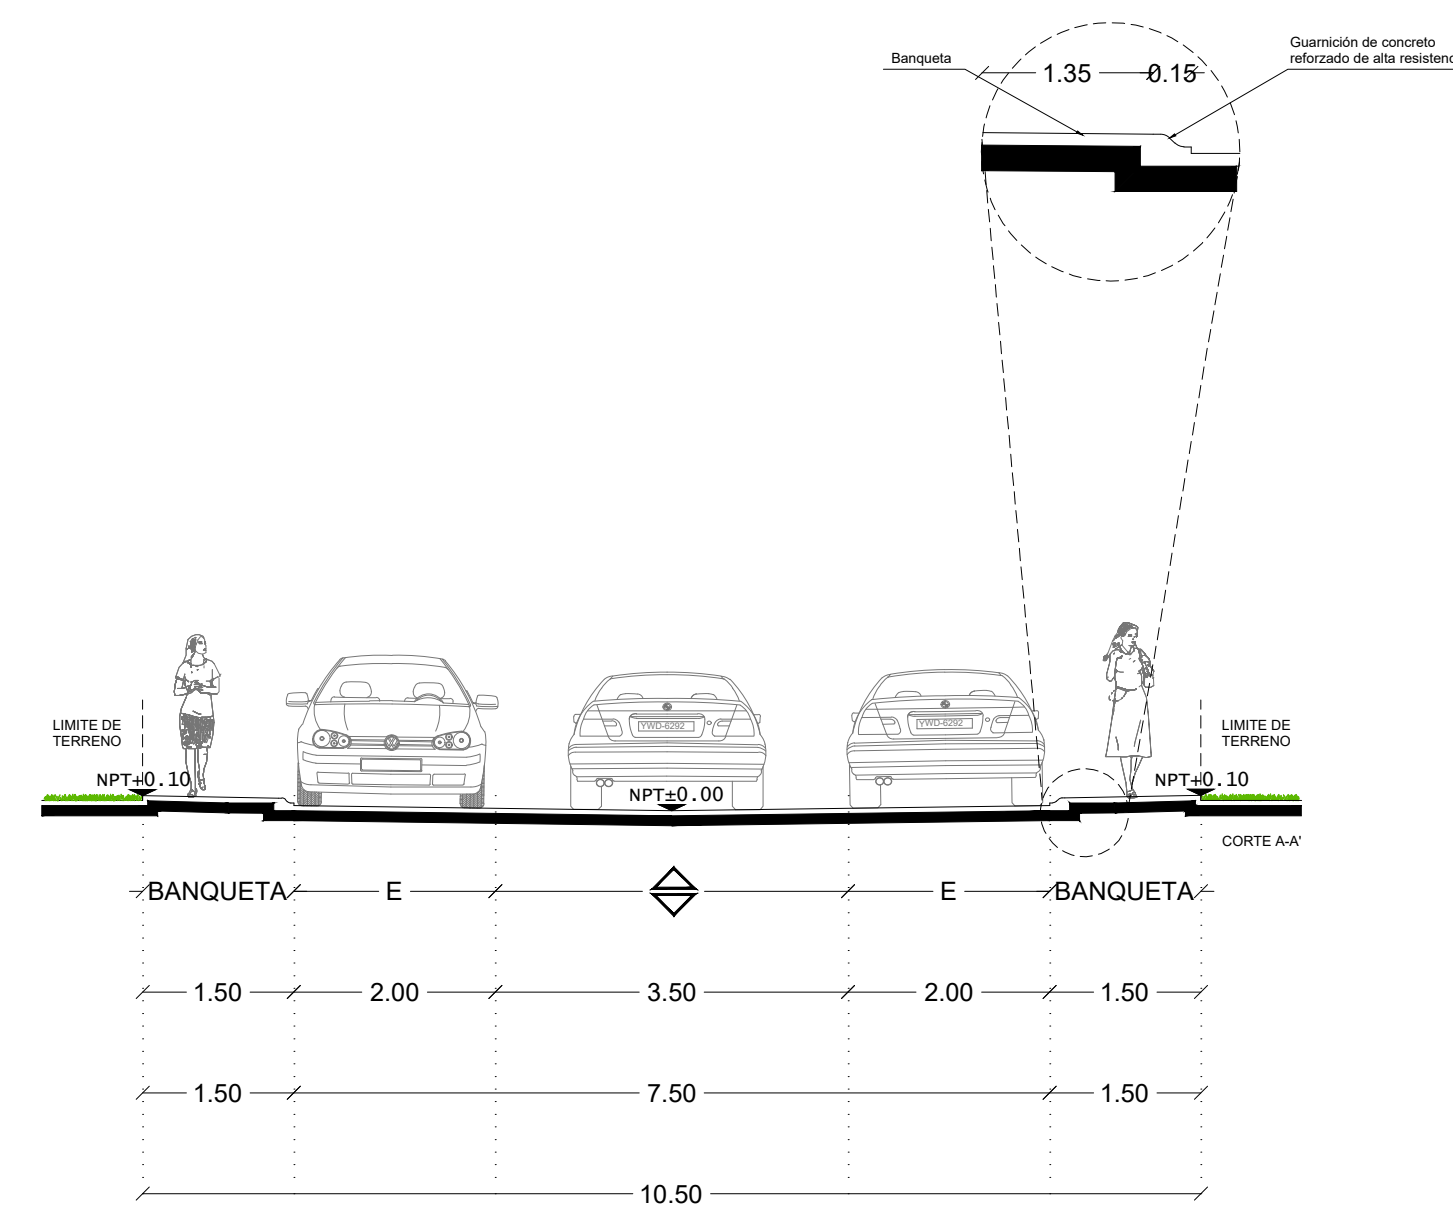 Guarnición de concreto
Banqueta
reforzado de alta
1.35
0.15
LIMITE DE
TERRENO
YWD-6292
YWD-6292
LIMITE DE
TERRENO
NPT+0.10
NPT±0.00
NPT+0.10
CORTE A-A'
BANQUETA
E
E
BANQUETA
1.50
2.00
3.50
2.00
1.50
1.50
7.50
1.50
10.50